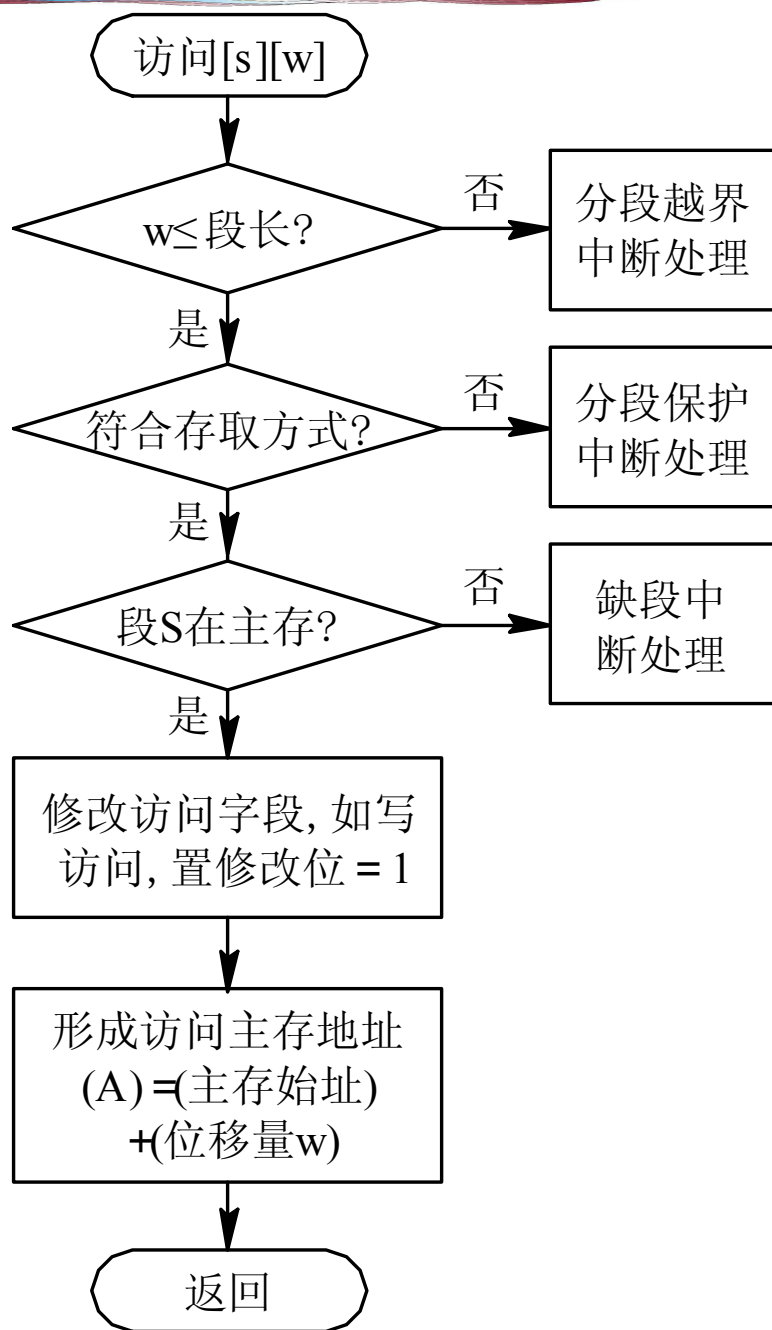 访问[s][w]
w≤段长?
否
分段越界
中断处理
是
符合存取方式?
否
分段保护
中断处理
是
段S在主存?
否
缺段中
断处理
是
修改访问字段, 如写
访问, 置修改位 = 1
形成访问主存地址
(A) =(主存始址)
+(位移量w)
返回